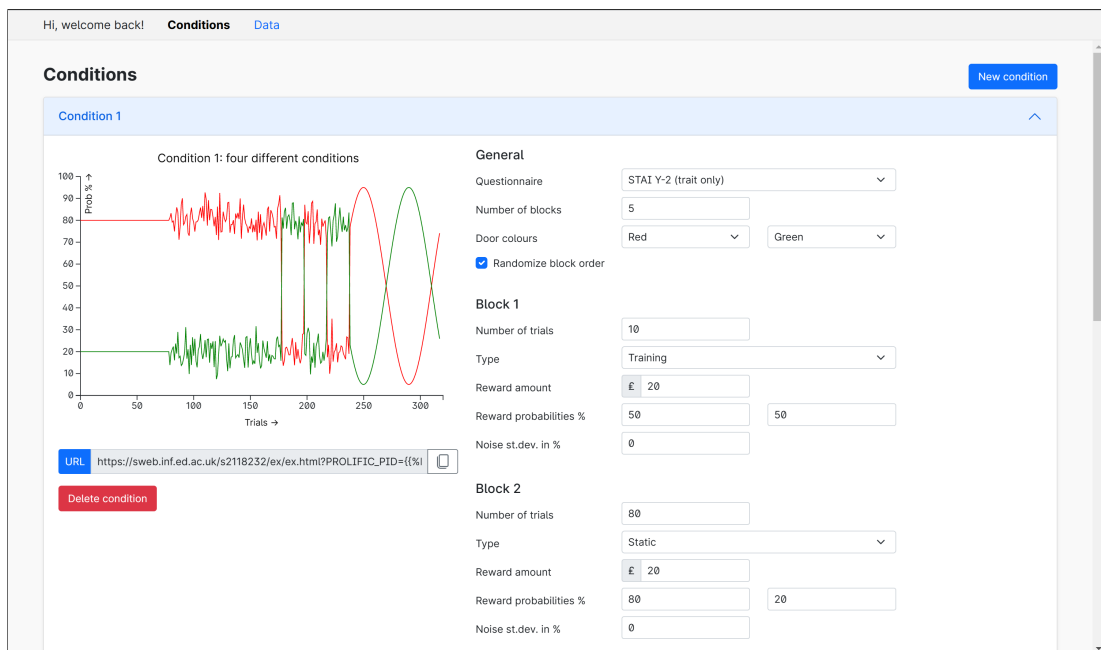 Hi, welcome back! Conditions Data
Conditions
New condition
Condition 1
Condition 1: four different conditions
Prob % →
100
90
80
70
60
50
40
30
20
10
0
0 50 100 150 200 250 300
Trials →
URL https://sweb.inf.ed.ac.uk/s2118232/ex/ex.html?PROLIFIC_PID={{%
Delete condition
General
Questionnaire STAI Y-2 (trait only)
Number of blocks 5
Door colours Red Green
Randomize block order
Block 1
Number of trials 10
Type Training
Reward amount £ 20
Reward probabilities % 50 50
Noise st.dev. in % 0
Block 2
Number of trials 80
Type Static
Reward amount £ 20
Reward probabilities % 80 20
Noise st.dev. in % 0